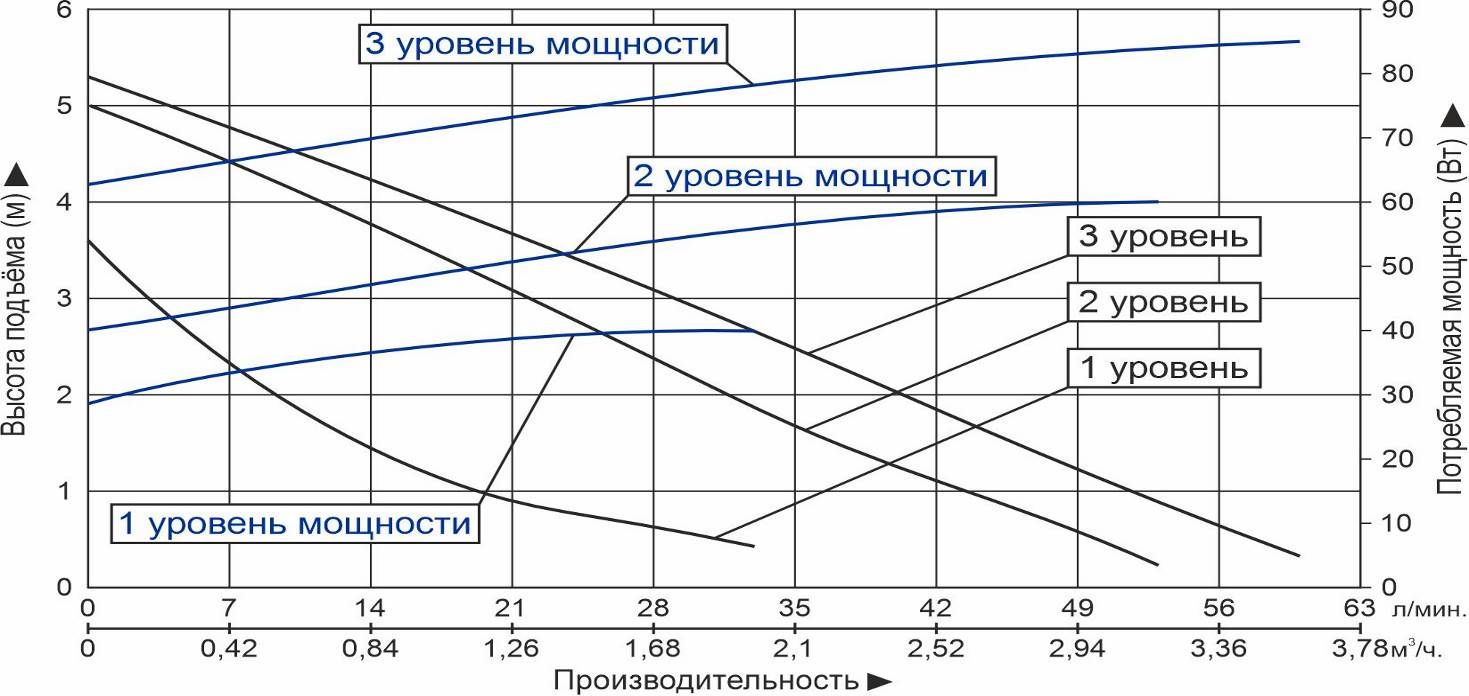 6
5
4
3
2
1
0
Высота подъёма (м) ▲
90
80
70
60
50
40
30
20
10
0
Потребляемая мощность (Вт) ▲
3 уровень мощности
2 уровень мощности
3 уровень
2 уровень
1 уровень
1 уровень мощности
0 7 14 21 28 35 42 49 56 63 л/мин.
0 0,42 0,84 1,26 1,68 2,1 2,52 2,94 3,36 3,78 м³/ч.
Производительность ►